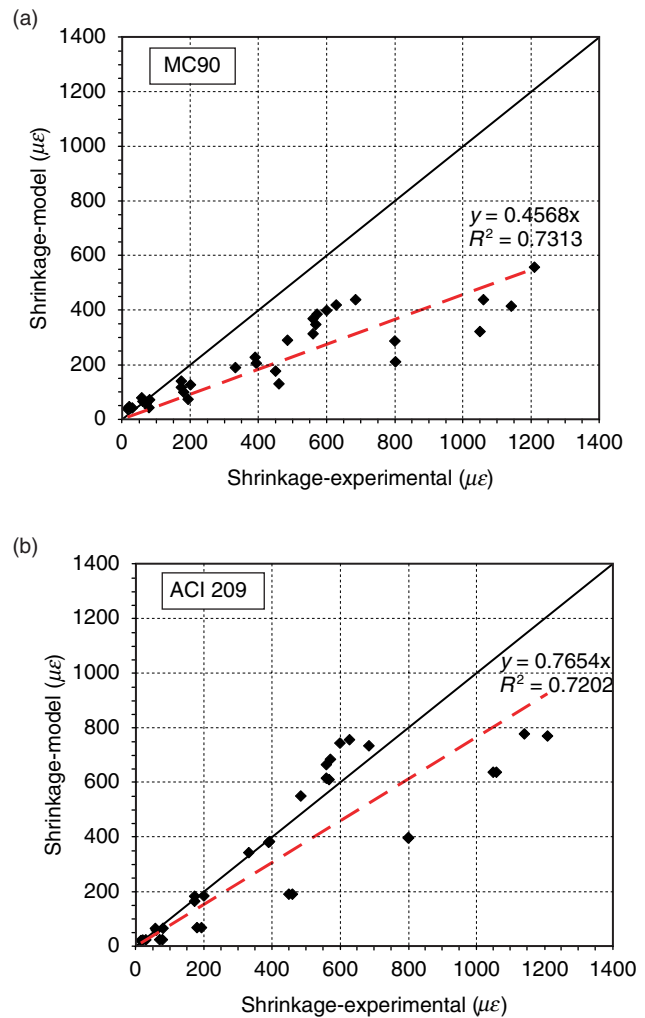 (a)
MC90
1400
1200
1000
800
600
400
200
0
Shrinkage-model (με)
y = 0.4568x
R² = 0.7313
0 200 400 600 800 1000 1200 1400
Shrinkage-experimental (με)
(b)
ACI 209
1400
1200
1000
800
600
400
200
0
Shrinkage-model (με)
y = 0.7654x
R² = 0.7202
0 200 400 600 800 1000 1200 1400
Shrinkage-experimental (με)